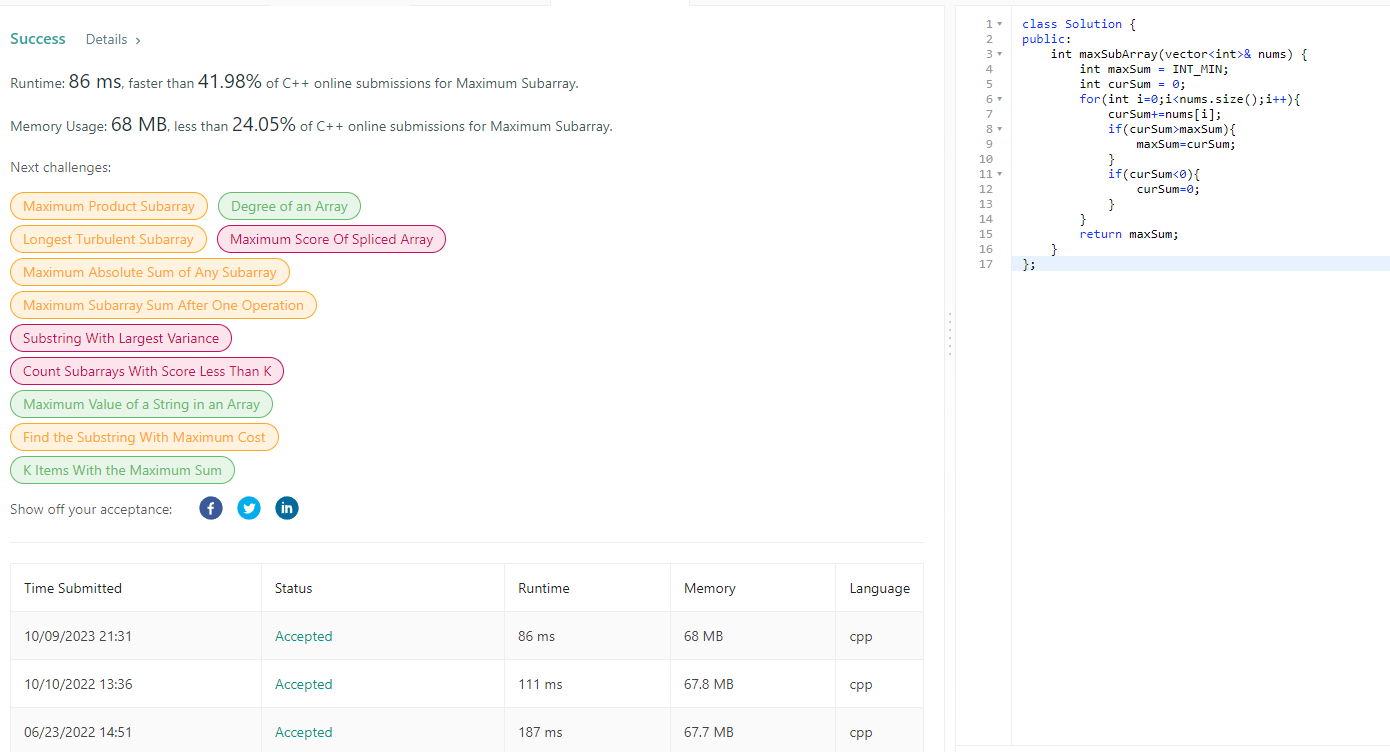 Success Details >
Runtime: 86 ms, faster than 41.98% of C++ online submissions for Maximum Subarray.
Memory Usage: 68 MB, less than 24.05% of C++ online submissions for Maximum Subarray.
Next challenges:
Maximum Product Subarray Degree of an Array
Longest Turbulent Subarray Maximum Score Of Spliced Array
Maximum Absolute Sum of Any Subarray
Maximum Subarray Sum After One Operation
Substring With Largest Variance
Count Subarrays With Score Less Than K
Maximum Value of a String in an Array
Find the Substring With Maximum Cost
K Items With the Maximum Sum
Show off your acceptance: f in
Time Submitted Status Runtime Memory Language
10/09/2023 21:31 Accepted 86 ms 68 MB cpp
10/10/2022 13:36 Accepted 111 ms 67.8 MB cpp
06/23/2022 14:51 Accepted 187 ms 67.7 MB cpp
1 class Solution {
2 public:
3     int maxSubArray(vector<int>& nums) {
4         int maxSum = INT_MIN;
5         int curSum = 0;
6         for(int i=0;i<nums.size();i++){
7             curSum+=nums[i];
8             if(curSum>maxSum){
9                 maxSum=curSum;
10             }
11             if(curSum<0){
12                 curSum=0;
13             }
14         }
15         return maxSum;
16     }
17 };